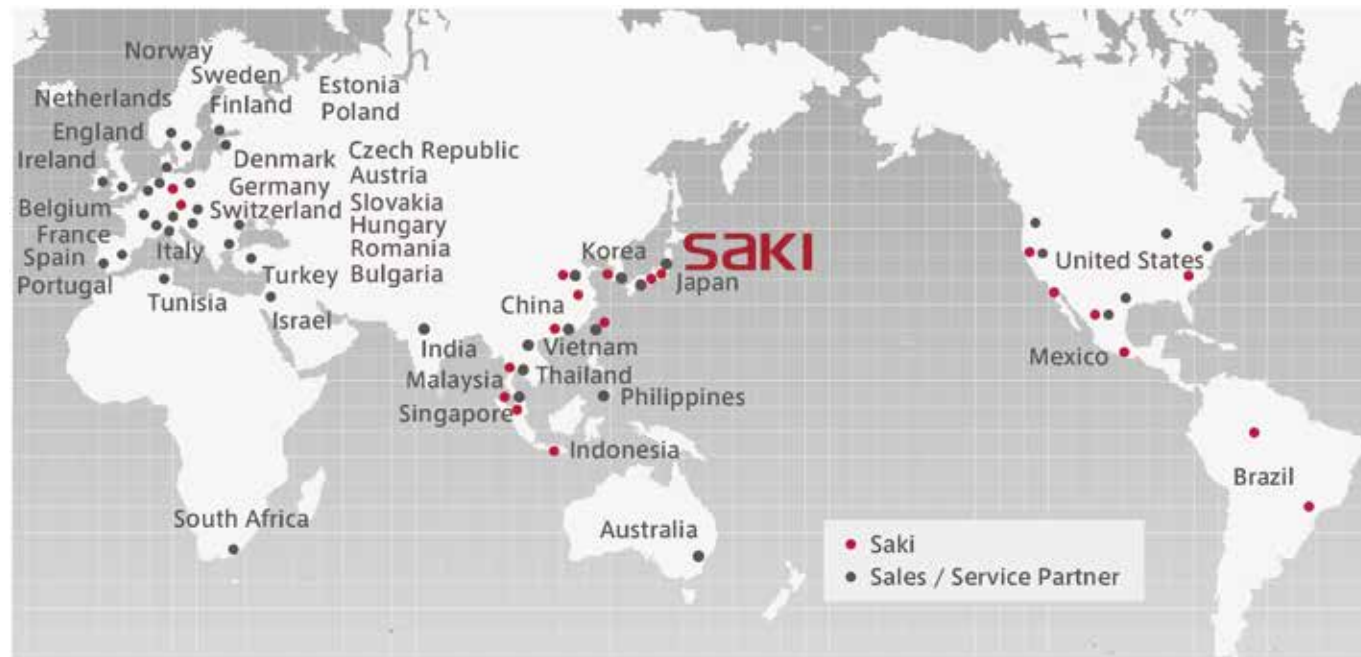 Norway
Sweden
Estonia
Netherlands
Finland
Poland
England
Ireland
Denmark
Czech Republic
Germany
Austria
Belgium
Switzerland
Slovakia
France
Hungary
Spain
Italy
Romania
Portugal
Turkey
Bulgaria
Tunisia
Israel
Korea
saki
Japan
China
India
Vietnam
Malaysia
Thailand
Singapore
Philippines
Indonesia
South Africa
Australia
United States
Mexico
Brazil
Saki
Sales / Service Partner